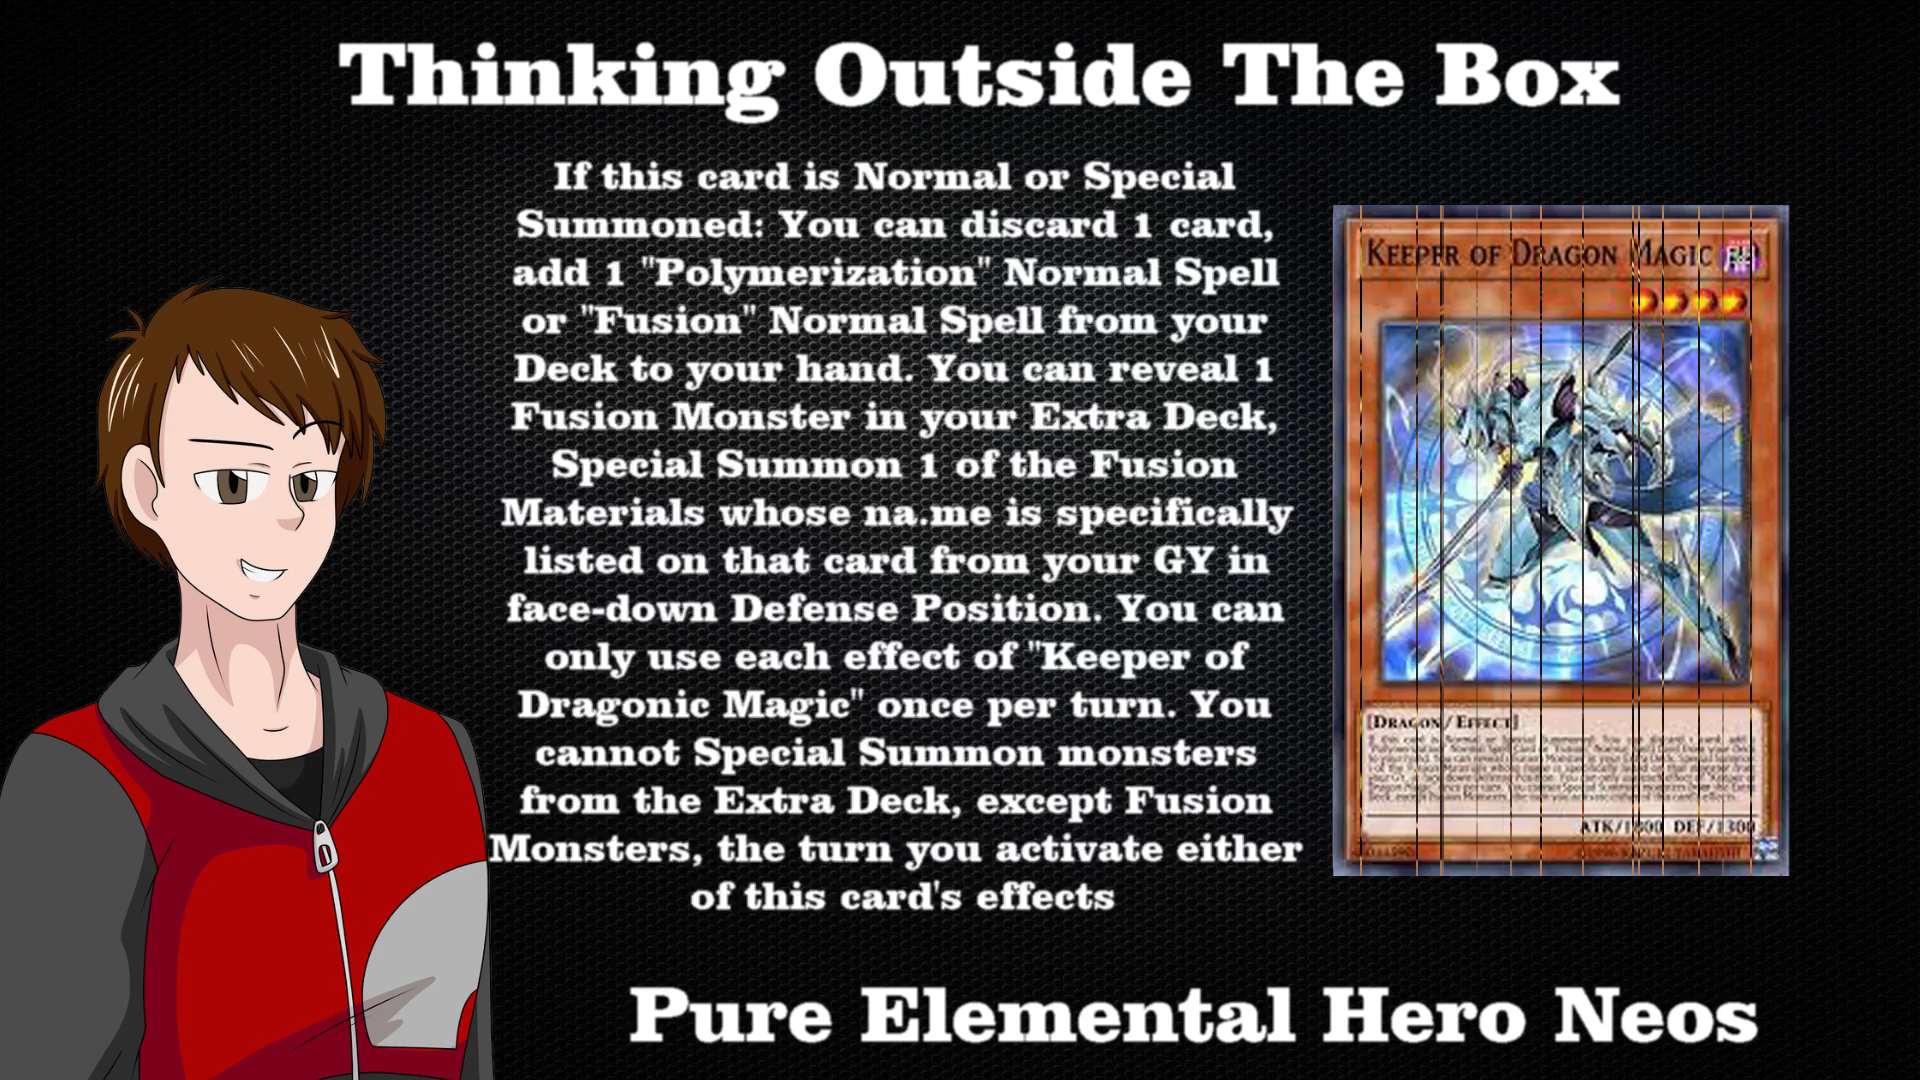 Thinking Outside The Box
If this card is Normal or Special
Summoned: You can discard 1 card,
add 1 "Polymerization" Normal Spell
or "Fusion" Normal Spell from your
Deck to your hand. You can reveal 1
Fusion Monster in your Extra Deck,
Special Summon 1 of the Fusion
Materials whose na.me is specifically
listed on that card from your GY in
face-down Defense Position. You can
only use each effect of "Keeper of
Dragonic Magic" once per turn. You
cannot Special Summon monsters
from the Extra Deck, except Fusion
Monsters, the turn you activate either
of this card's effects
Keeper of Dragon Magic
[Dragon / Effect]
ATK/1800 DEF/1300
Pure Elemental Hero Neos